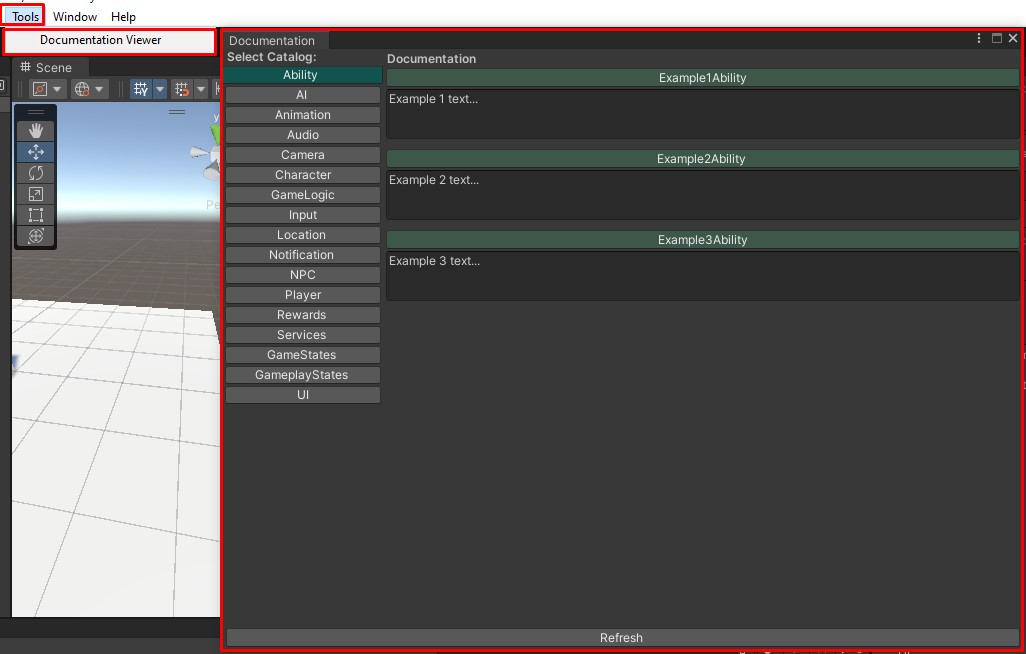 Tools Window Help
Documentation Viewer
Scene
y
Pe
Documentation
Select Catalog:
Ability
AI
Animation
Audio
Camera
Character
GameLogic
Input
Location
Notification
NPC
Player
Rewards
Services
GameStates
GameplayStates
UI
Documentation
Example1Ability
Example 1 text...
Example2Ability
Example 2 text...
Example3Ability
Example 3 text...
Refresh